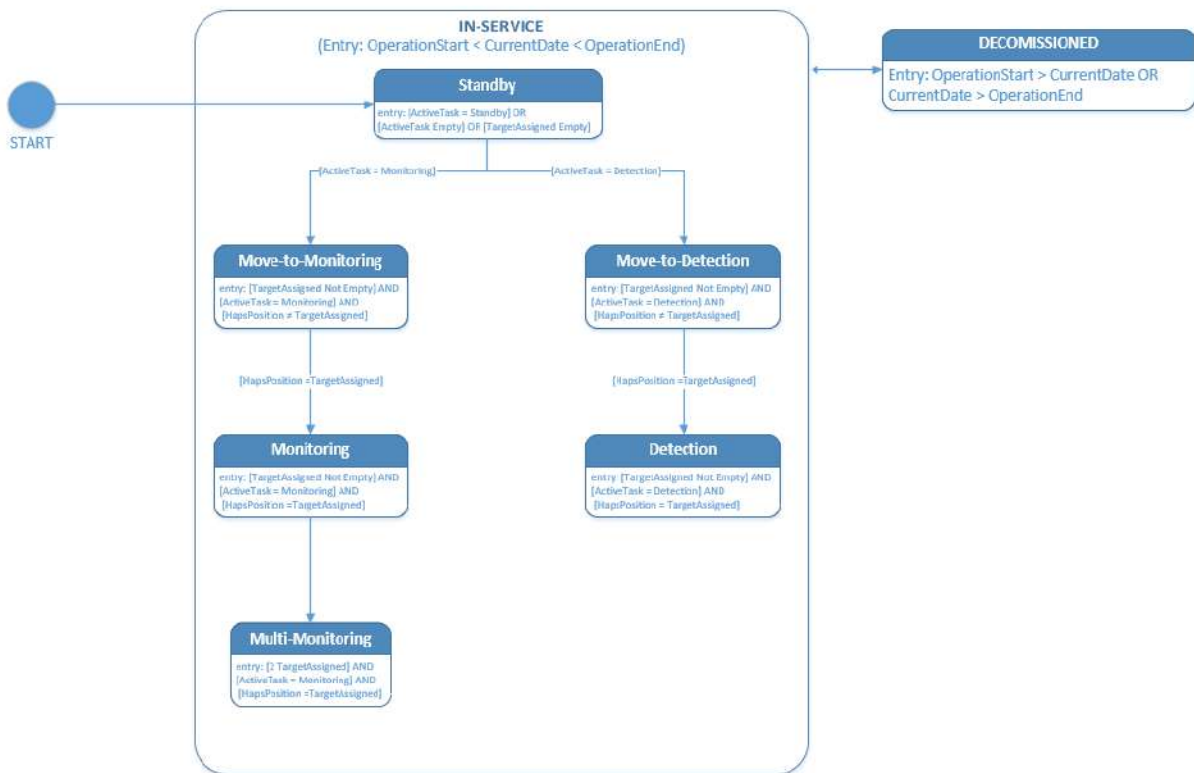 IN-SERVICE
(Entry: OperationStart < CurrentDate < OperationEnd)
DECOMISSIONED
Entry: OperationStart > CurrentDate OR
CurrentDate > OperationEnd
START
Standby
entry: [ActiveTask = Standby] OR
[ActiveTask Empty] OR [TargetAssigned Empty]
[ActiveTask = Monitoring]
[ActiveTask = Detection]
Move-to-Monitoring
entry: [TargetAssigned Not Empty] AND
[ActiveTask = Monitoring] AND
[HapsPosition ≠ TargetAssigned]
Move-to-Detection
entry: [TargetAssigned Not Empty] AND
[ActiveTask = Detection] AND
[HapsPosition ≠ TargetAssigned]
[HapsPosition =TargetAssigned]
[HapsPosition =TargetAssigned]
Monitoring
entry: [TargetAssigned Not Empty] AND
[ActiveTask = Monitoring] AND
[HapsPosition =TargetAssigned]
Detection
entry: [TargetAssigned Not Empty] AND
[ActiveTask = Detection] AND
[HapsPosition = TargetAssigned]
Multi-Monitoring
entry: [2 TargetAssigned] AND
[ActiveTask = Monitoring] AND
[HapsPosition =TargetAssigned]